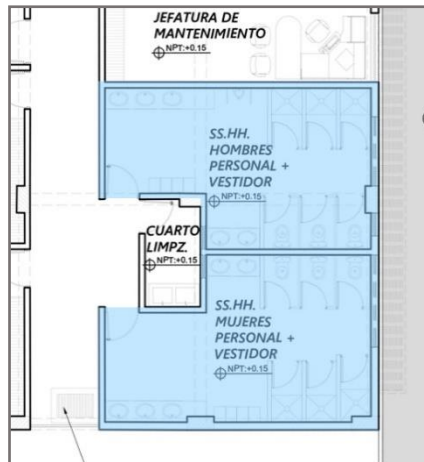 JEFATURA DE
MANTENIMIENTO
NPT:+0.15
SS.HH.
HOMBRES
PERSONAL +
VESTIDOR
NPT:+0.15
CUARTO
LIMPZ.
NPT:+0.15
SS.HH.
MUJERES
PERSONAL +
VESTIDOR
NPT:+0.15